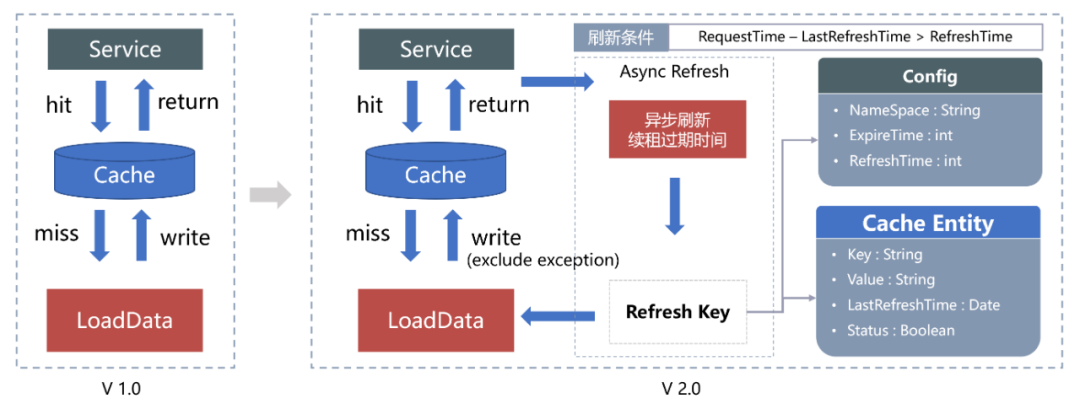 Service
hit
return
Cache
miss
write
LoadData
V 1.0
Service
hit
return
Cache
miss
write
(exclude exception)
LoadData
刷新条件
RequestTime – LastRefreshTime > RefreshTime
Async Refresh
异步刷新
续租过期时间
Refresh Key
Config
• NameSpace : String
• ExpireTime : int
• RefreshTime : int
Cache Entity
• Key : String
• Value : String
• LastRefreshTime : Date
• Status : Boolean
V 2.0